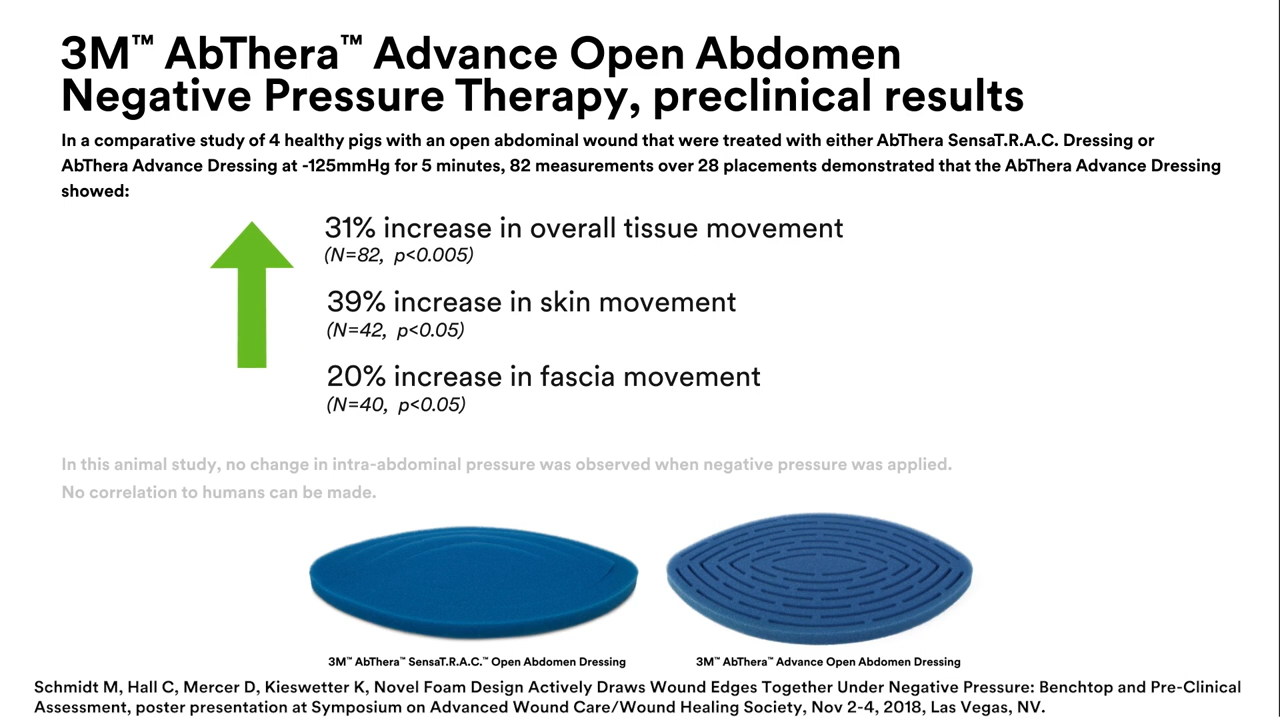 3M™ AbThera™ Advance Open Abdomen
Negative Pressure Therapy, preclinical results
In a comparative study of 4 healthy pigs with an open abdominal wound that were treated with either AbThera SensaT.R.A.C. Dressing or
AbThera Advance Dressing at -125mmHg for 5 minutes, 82 measurements over 28 placements demonstrated that the AbThera Advance Dressing
showed:
31% increase in overall tissue movement
(N=82, p<0.005)
39% increase in skin movement
(N=42, p<0.05)
20% increase in fascia movement
(N=40, p<0.05)
In this animal study, no change in intra-abdominal pressure was observed when negative pressure was applied.
No correlation to humans can be made.
3M™ AbThera™ SensaT.R.A.C.™ Open Abdomen Dressing
3M™ AbThera™ Advance Open Abdomen Dressing
Schmidt M, Hall C, Mercer D, Kieswetter K, Novel Foam Design Actively Draws Wound Edges Together Under Negative Pressure: Benchtop and Pre-Clinical
Assessment, poster presentation at Symposium on Advanced Wound Care/Wound Healing Society, Nov 2-4, 2018, Las Vegas, NV.